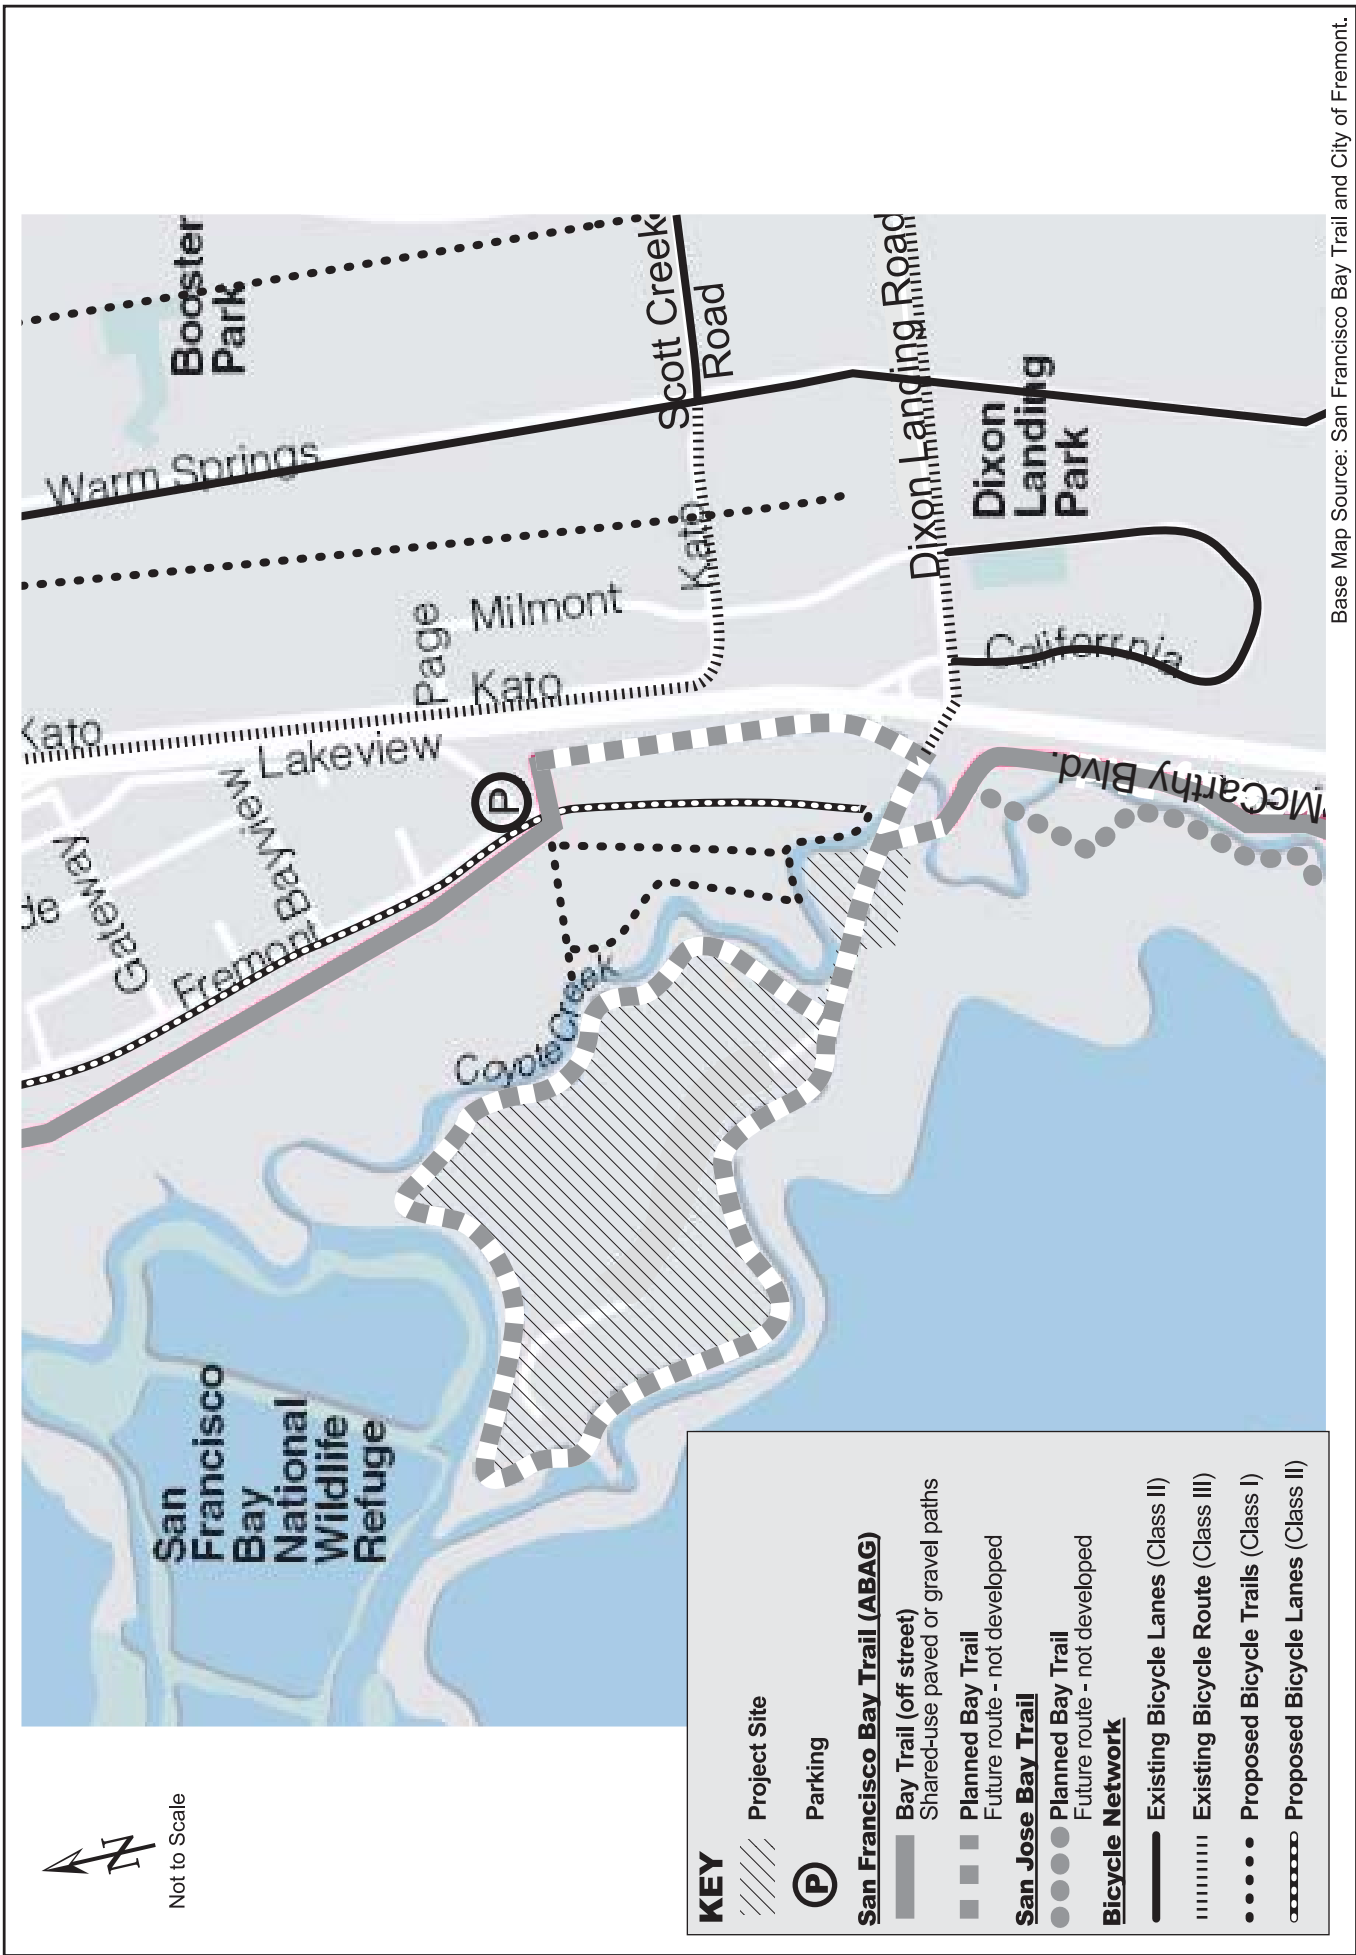 San
Francisco
Bay
National
Wildlife
Refuge
Coyote Creek
Fremont
Gateway
Bayview
Lakeview
Kato
Page
Kato
Milmont
Kato
Warm Springs
Booster
Park
Scott Creek
Road
Dixon Landing Road
Dixon
Landing
Park
California
McCarthy Blvd.
P
de
N
Not to Scale
KEY
Project Site
P Parking
San Francisco Bay Trail (ABAG)
Bay Trail (off street)
Shared-use paved or gravel paths
Planned Bay Trail
Future route - not developed
San Jose Bay Trail
Planned Bay Trail
Future route - not developed
Bicycle Network
Existing Bicycle Lanes (Class II)
Existing Bicycle Route (Class III)
Proposed Bicycle Trails (Class I)
Proposed Bicycle Lanes (Class II)
Base Map Source: San Francisco Bay Trail and City of Fremont.